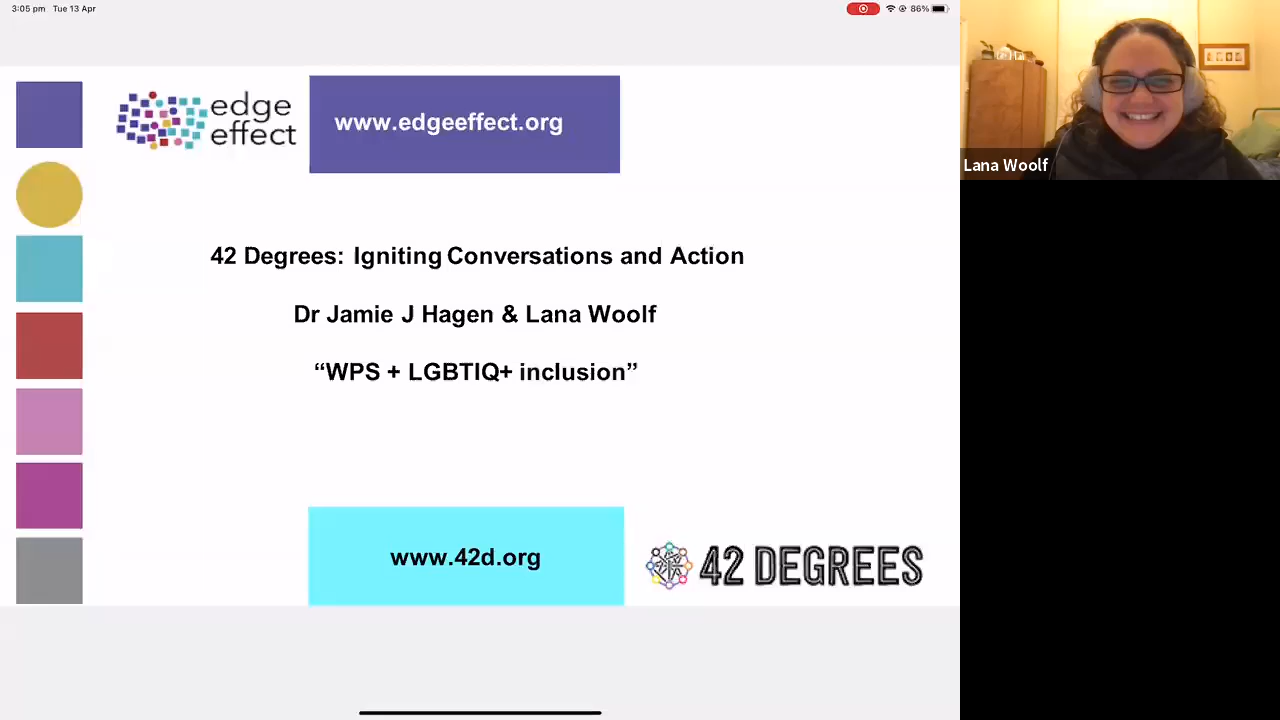 3:05 pm Tue 13 Apr
86%
edge
effect
www.edgeeffect.org
Lana Woolf
42 Degrees: Igniting Conversations and Action
Dr Jamie J Hagen & Lana Woolf
“WPS + LGBTIQ+ inclusion”
www.42d.org
42 DEGREES